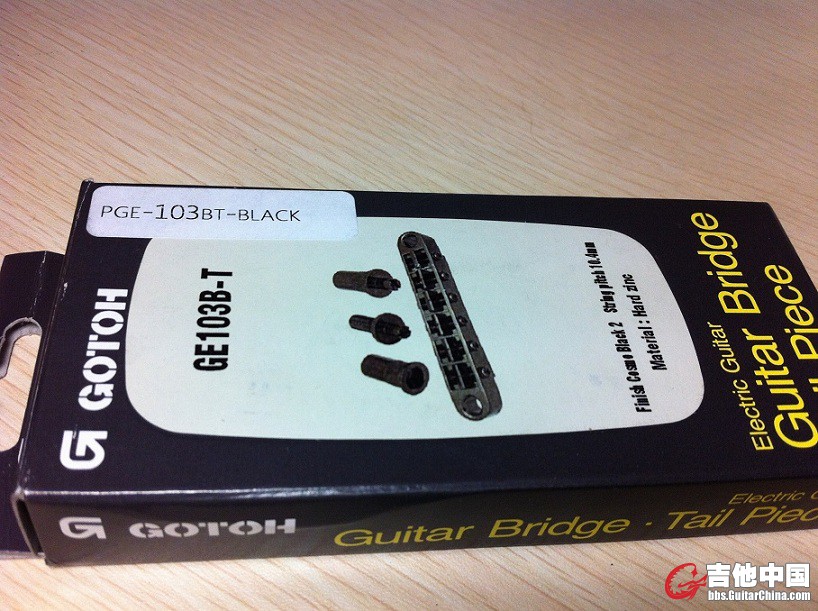 PGE-103BT-BLACK
GOTOH
GE103B-T
Finish Cosmo Black 2 String pitch 10.4mm
Material : Hard zinc
Electric Guitar
Guitar Bridge
Piece
GOTOH
Guitar Bridge · Tail Piec
Electric G
吉他中国
bbs.GuitarChina.com